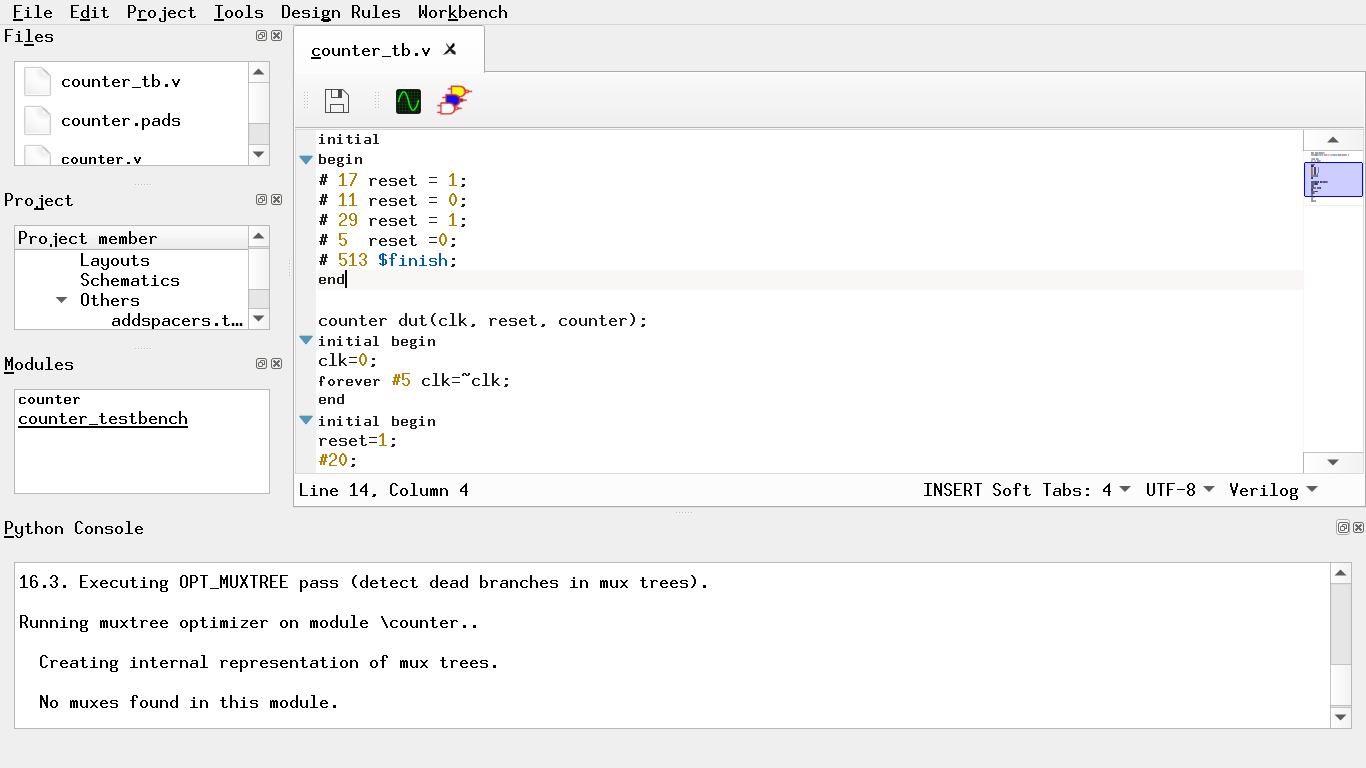 File Edit Project Tools Design Rules Workbench
Files
counter_tb.v
counter.pads
counter.v
Project
Project member
Layouts
Schematics
Others
addspacers.t...
Modules
counter
counter_testbench
counter_tb.v
initial
begin
# 17 reset = 1;
# 11 reset = 0;
# 29 reset = 1;
# 5  reset =0;
# 513 $finish;
end
counter dut(clk, reset, counter);
initial begin
clk=0;
forever #5 clk=~clk;
end
initial begin
reset=1;
#20;
Line 14, Column 4 INSERT Soft Tabs: 4 UTF-8 Verilog
Python Console
16.3. Executing OPT_MUXTREE pass (detect dead branches in mux trees).
Running muxtree optimizer on module \counter..
Creating internal representation of mux trees.
No muxes found in this module.